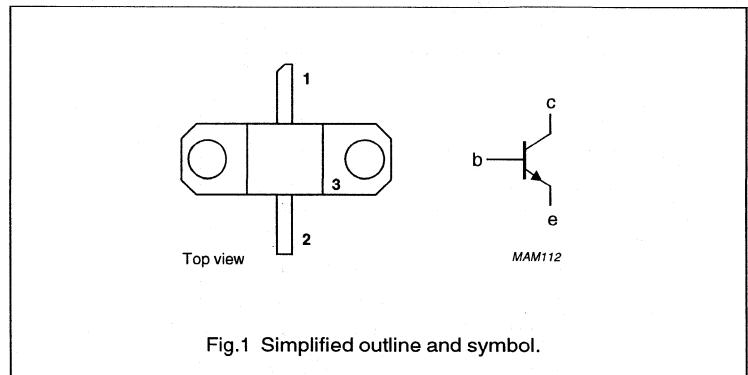 1
c
b
3
e
2
Top view
MAM112
Fig.1 Simplified outline and symbol.